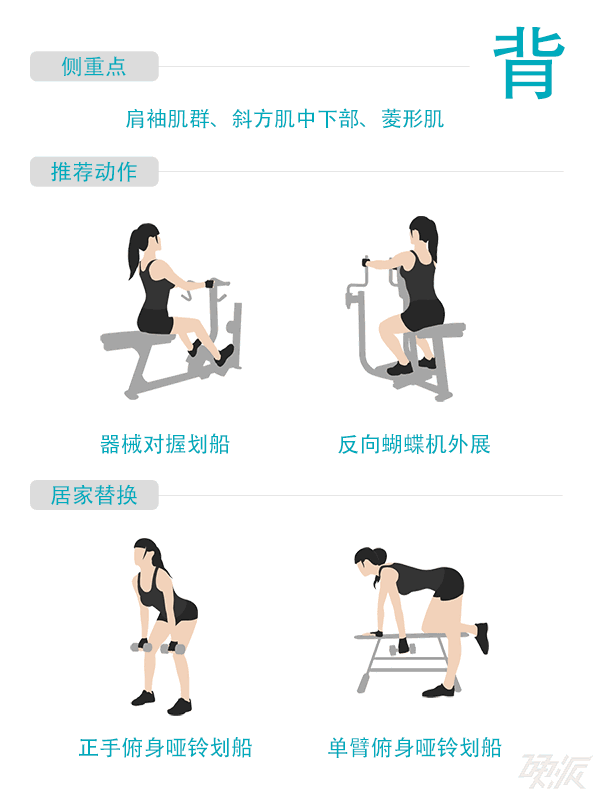 背
侧重点
肩袖肌群、斜方肌中下部、菱形肌
推荐动作
器械对握划船
反向蝴蝶机外展
居家替换
正手俯身哑铃划船
单臂俯身哑铃划船
硬派